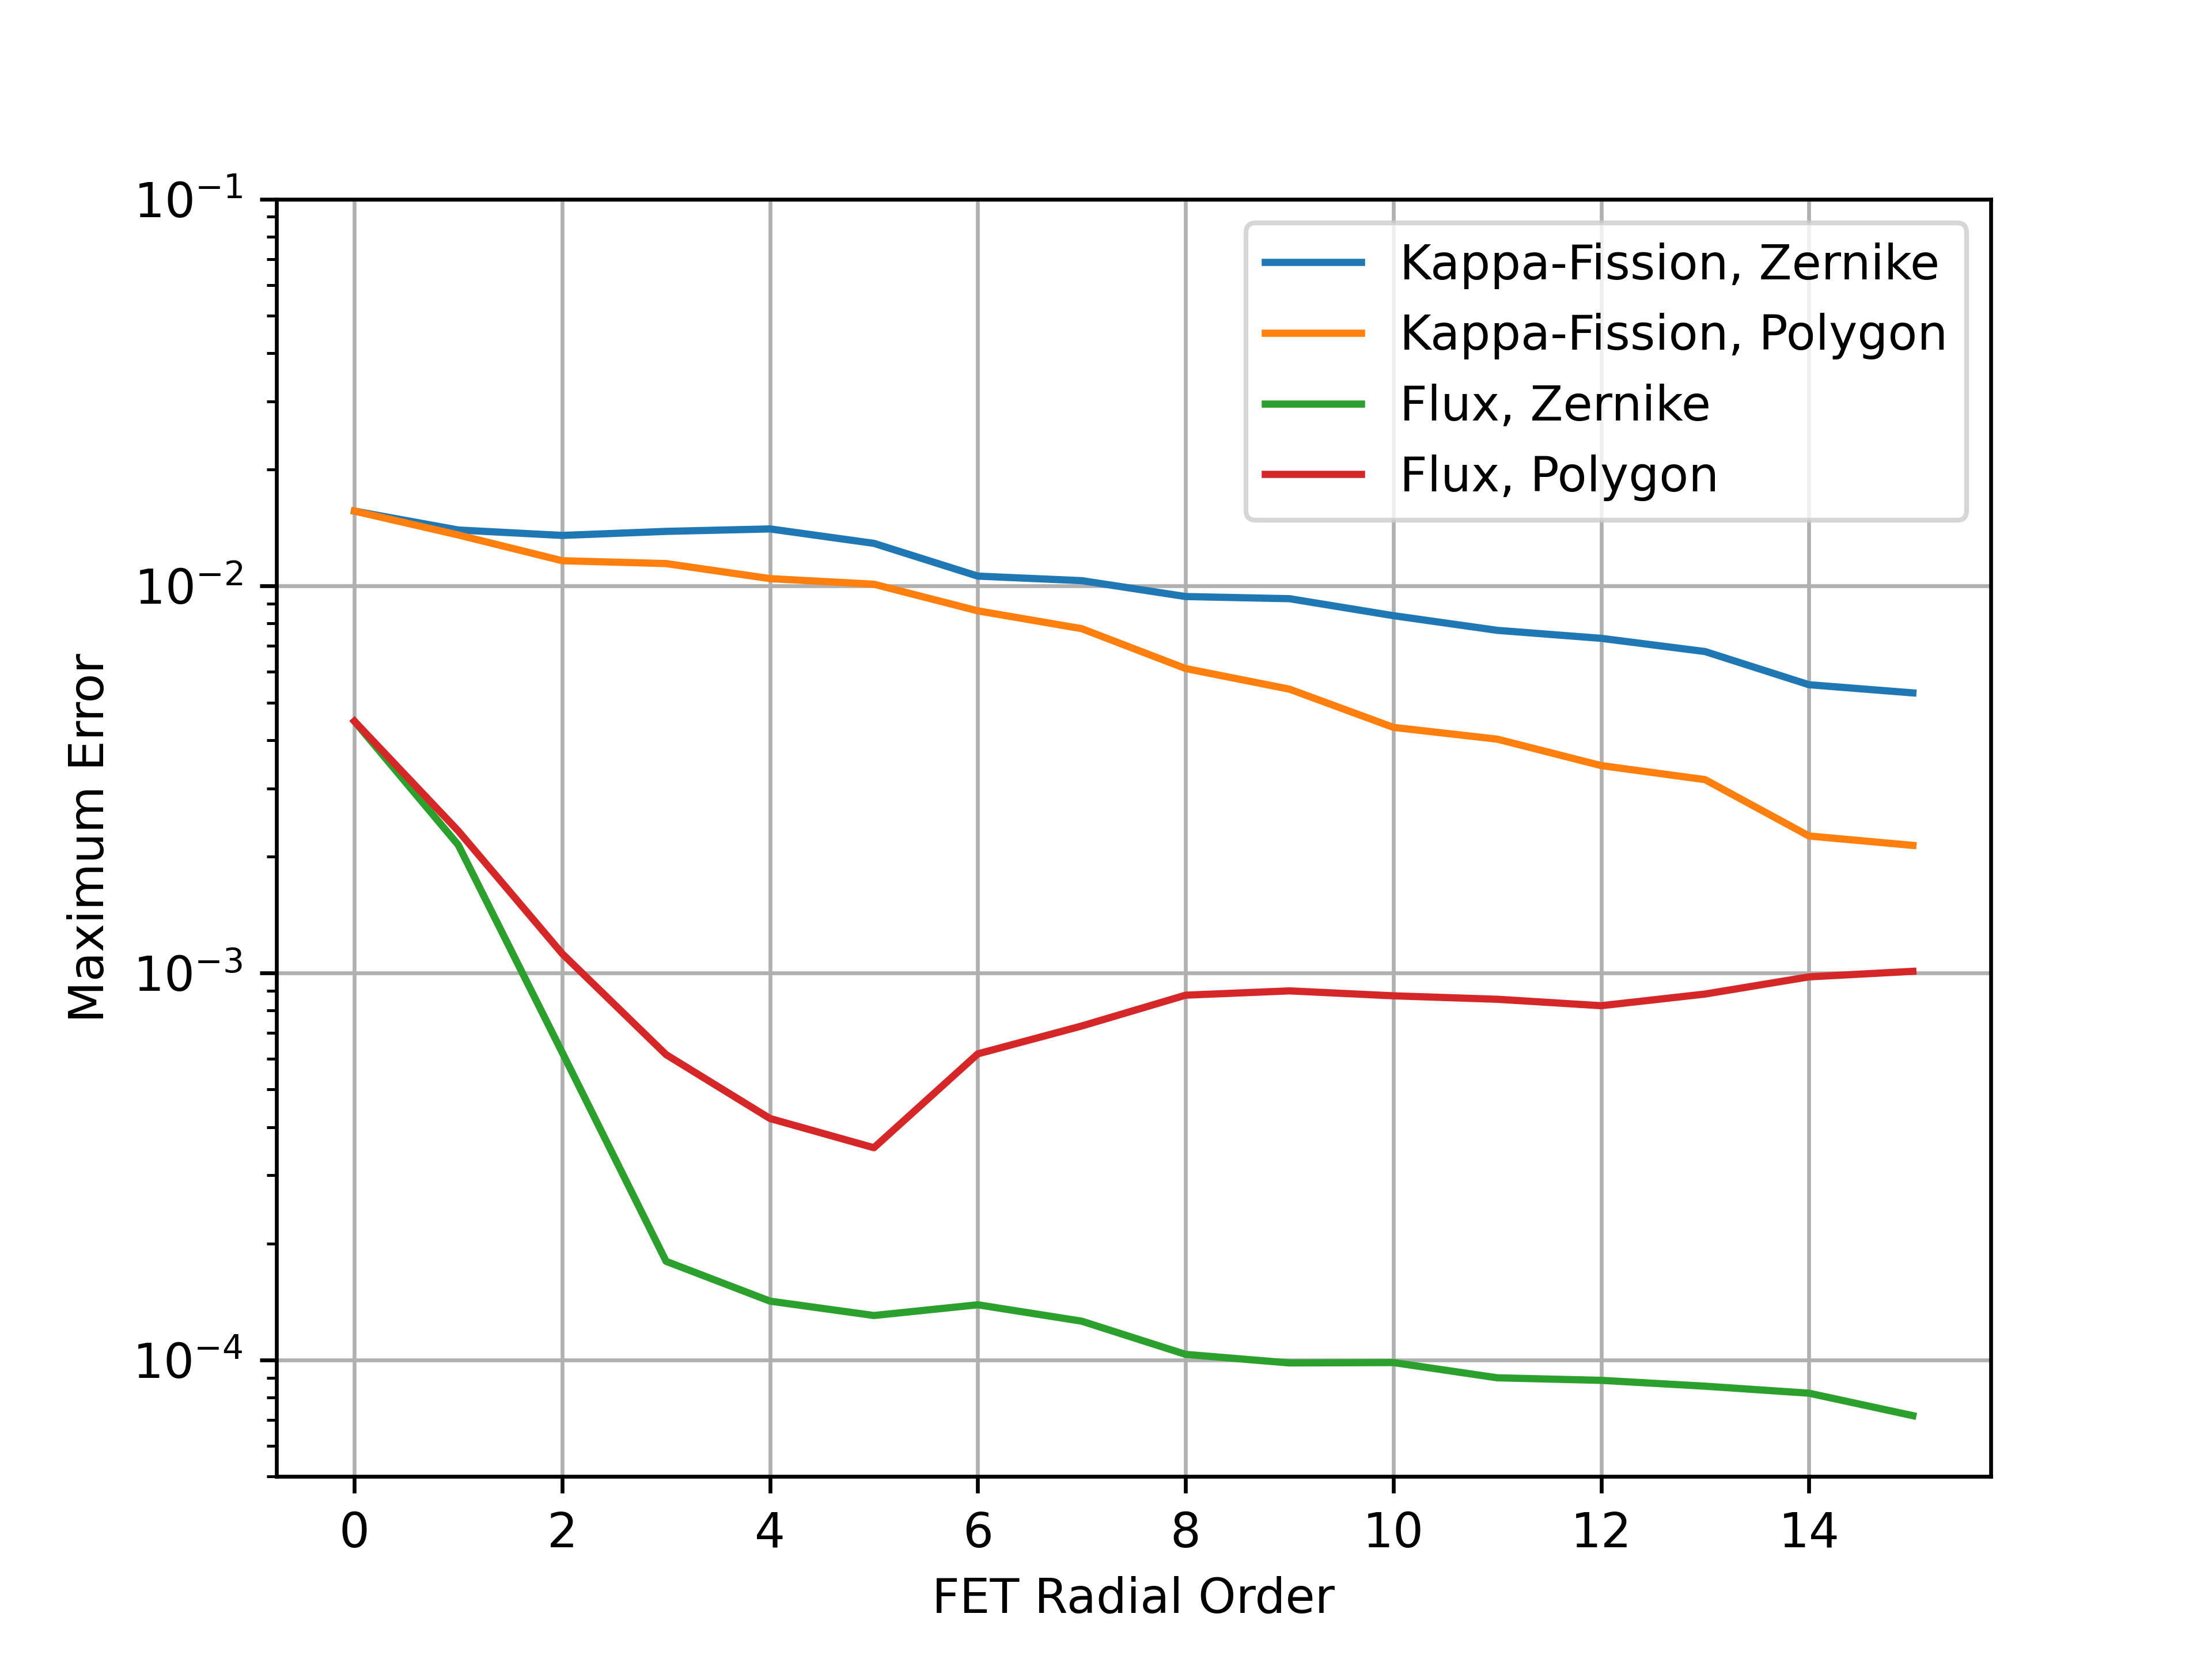 10⁻¹
10⁻²
10⁻³
10⁻⁴
Maximum Error
Kappa-Fission, Zernike
Kappa-Fission, Polygon
Flux, Zernike
Flux, Polygon
0 2 4 6 8 10 12 14
FET Radial Order